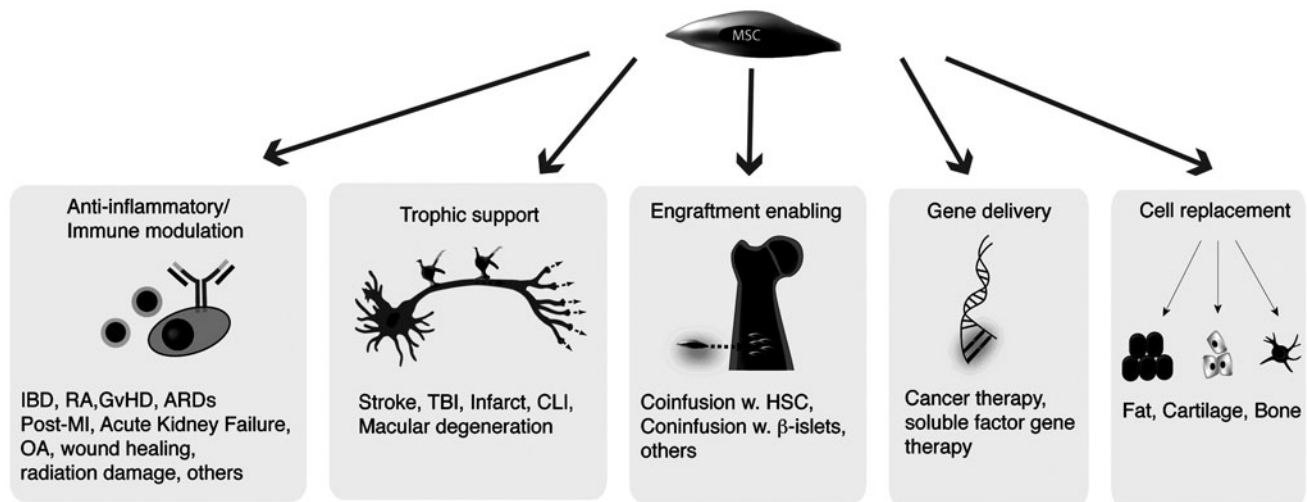 MSC
Anti-inflammatory/
Immune modulation
IBD, RA,GvHD, ARDs
Post-MI, Acute Kidney Failure,
OA, wound healing,
radiation damage, others
Trophic support
Stroke, TBI, Infarct, CLI,
Macular degeneration
Engraftment enabling
Coinfusion w. HSC,
Coninfusion w. β-islets,
others
Gene delivery
Cancer therapy,
soluble factor gene
therapy
Cell replacement
Fat, Cartilage, Bone